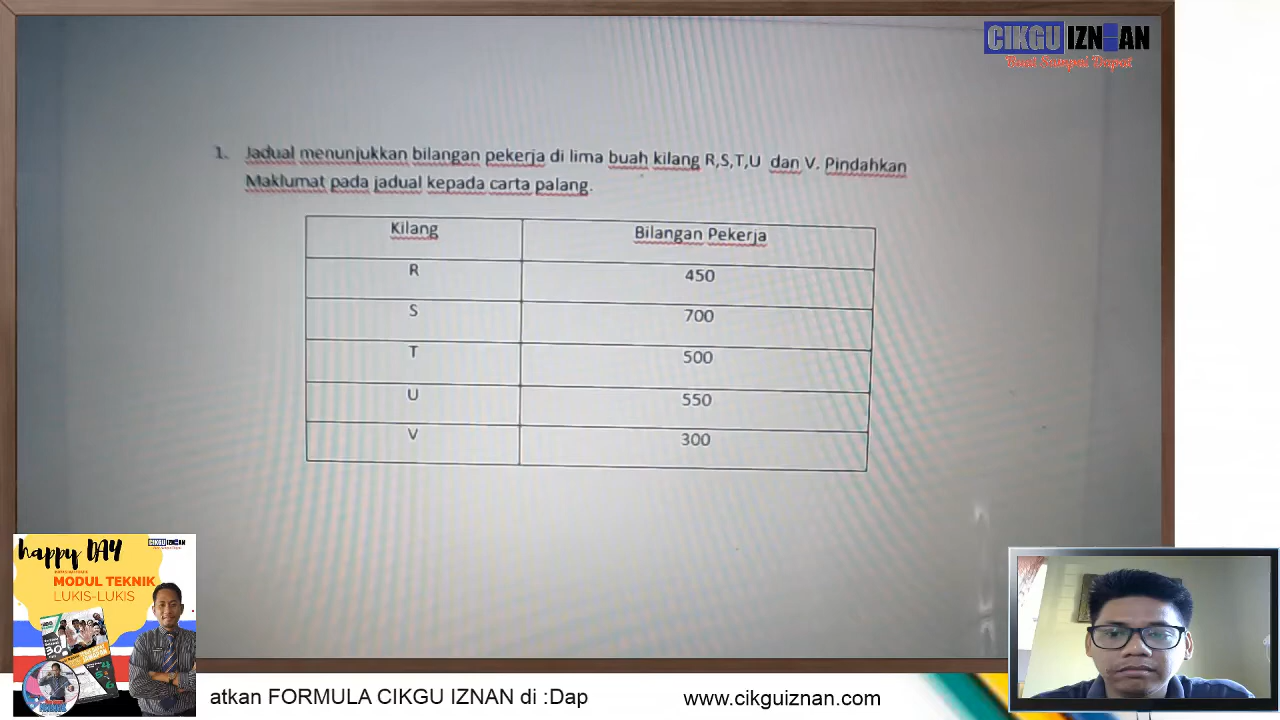 CIKGU IZNAN
1. Jadual menunjukkan bilangan pekerja di lima buah kilang R,S,T,U dan V. Pindahkan
Maklumat pada jadual kepada carta palang.
Kilang Bilangan Pekerja
R 450
S 700
T 500
U 550
V 300
happy DAY
MODUL TEKNIK
LUKIS-LUKIS
atkan FORMULA CIKGU IZNAN di :Dap
www.cikguiznan.com